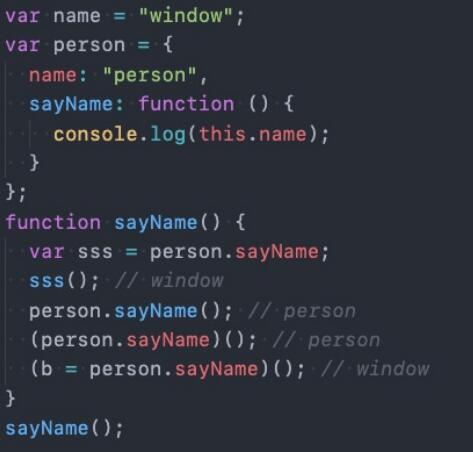 var name = "window";
var person = {
  name: "person",
  sayName: function () {
    console.log(this.name);
  }
};
function sayName() {
  var sss = person.sayName;
  sss(); // window
  person.sayName(); // person
  (person.sayName)(); // person
  (b = person.sayName)(); // window
}
sayName();